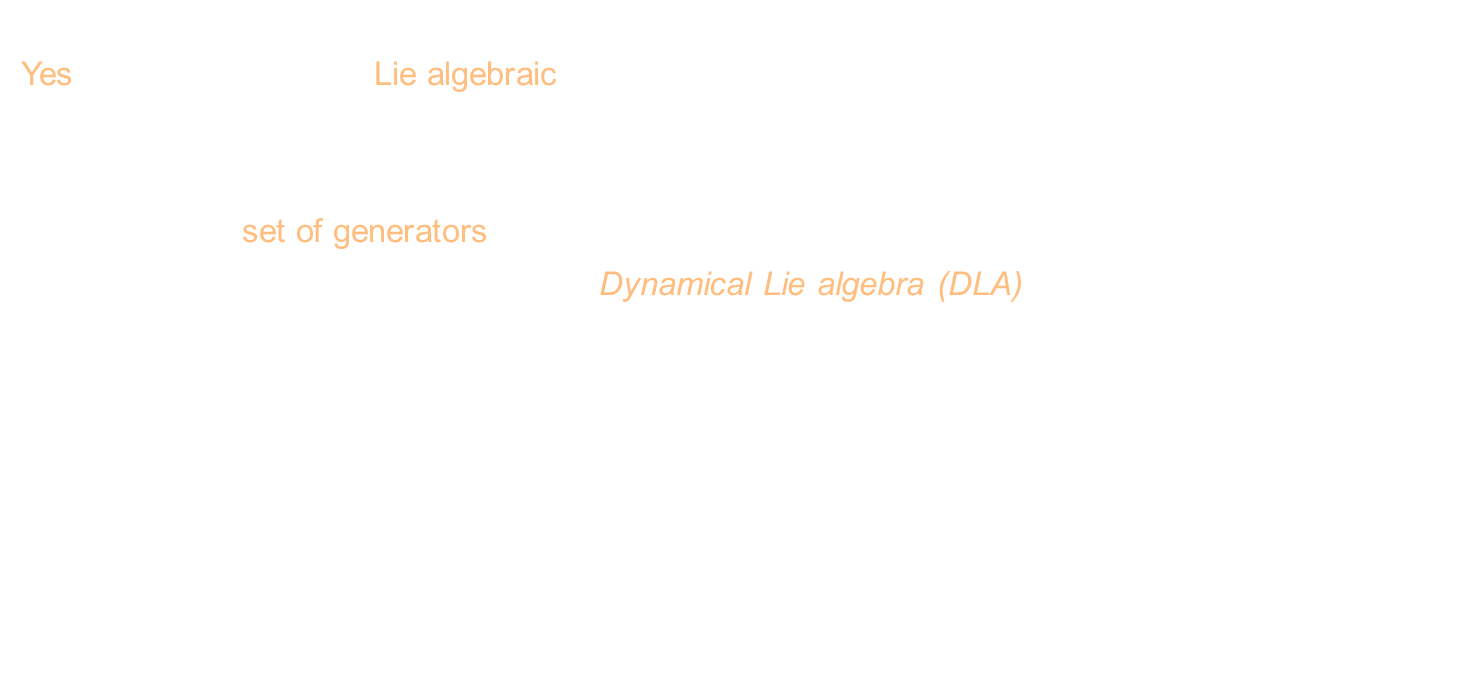 Yes Lie algebraic
set of generators
Dynamical Lie algebra (DLA)